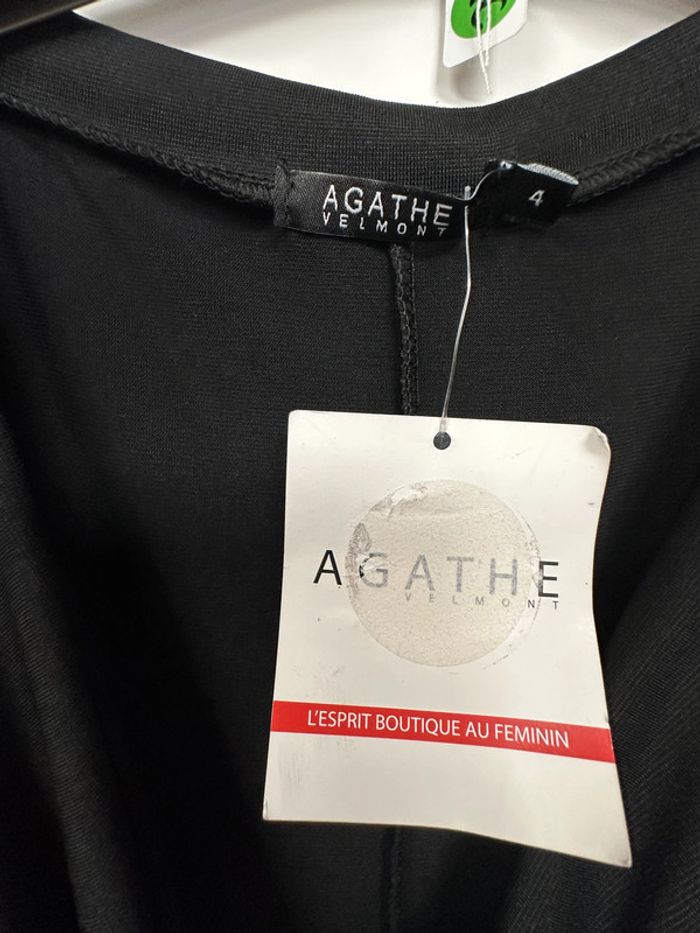 AGATHE
VELMONT
4
AGATHE
VELMONT
L'ESPRIT BOUTIQUE AU FEMININ